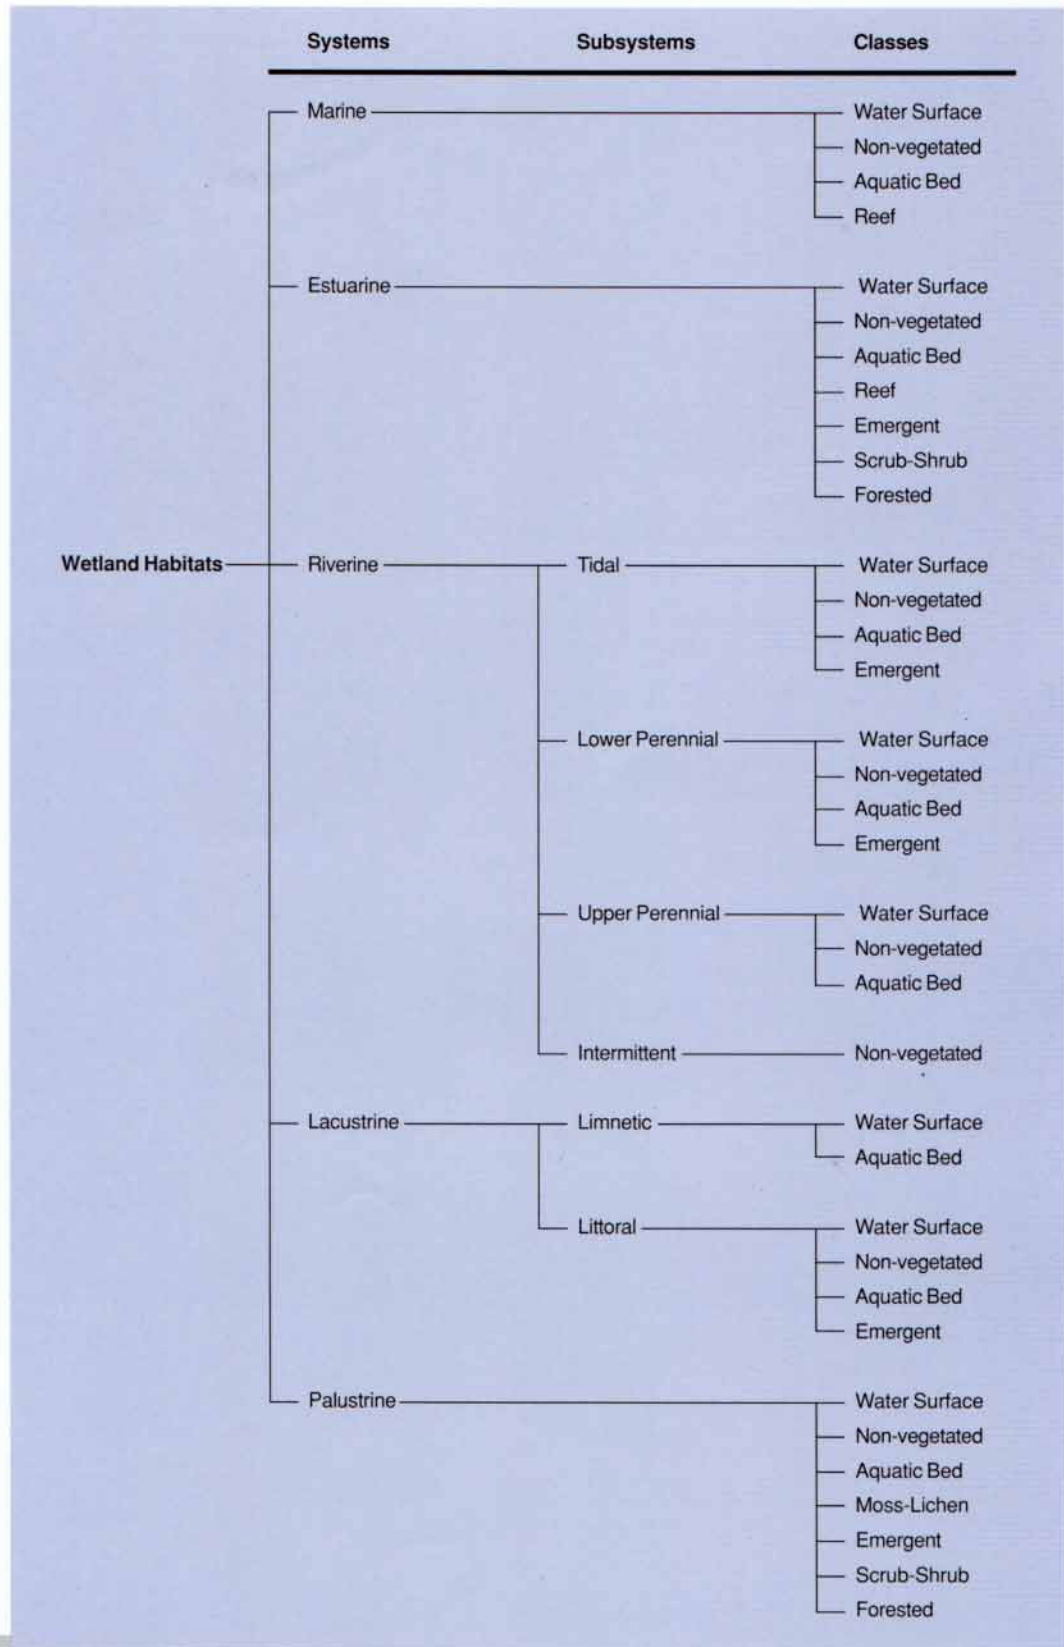 Systems Subsystems Classes
Marine Water Surface
Non-vegetated
Aquatic Bed
Reef
Estuarine Water Surface
Non-vegetated
Aquatic Bed
Reef
Emergent
Scrub-Shrub
Forested
Wetland Habitats Riverine Tidal Water Surface
Non-vegetated
Aquatic Bed
Emergent
Lower Perennial Water Surface
Non-vegetated
Aquatic Bed
Emergent
Upper Perennial Water Surface
Non-vegetated
Aquatic Bed
Intermittent Non-vegetated
Lacustrine Limnetic Water Surface
Aquatic Bed
Littoral Water Surface
Non-vegetated
Aquatic Bed
Emergent
Palustrine Water Surface
Non-vegetated
Aquatic Bed
Moss-Lichen
Emergent
Scrub-Shrub
Forested